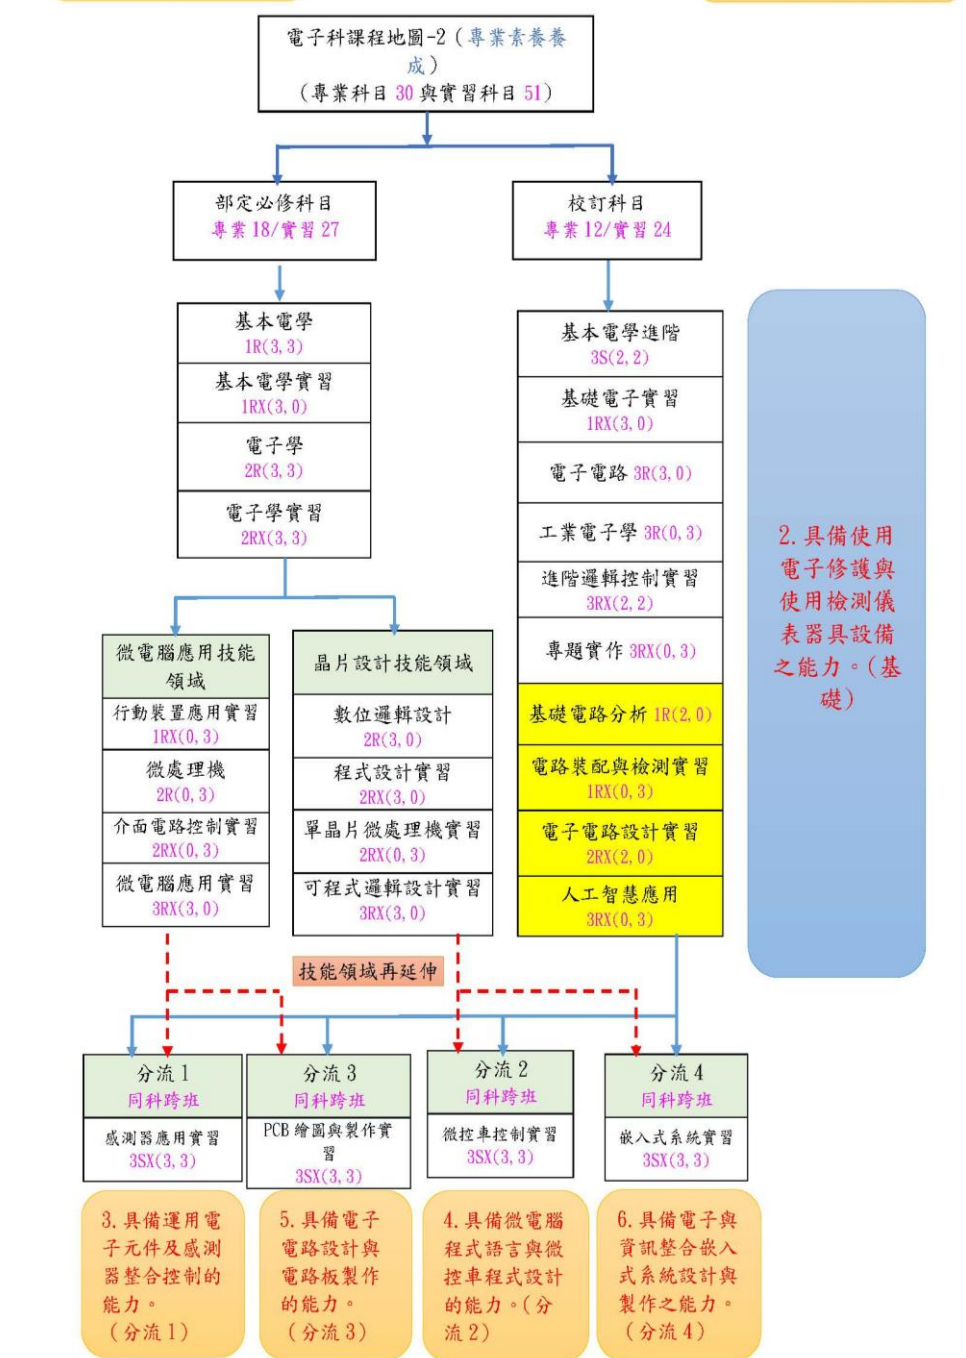 電子科課程地圖-2（專業素養養
成）
（專業科目 30 與實習科目 51）
部定必修科目
專業 18/實習 27
校訂科目
專業 12/實習 24
基本電學
1R(3,3)
基本電學實習
1RX(3,0)
電子學
2R(3,3)
電子學實習
2RX(3,3)
微電腦應用技能
領域
行動裝置應用實習
1RX(0,3)
微處理機
2R(0,3)
介面電路控制實習
2RX(0,3)
微電腦應用實習
3RX(3,0)
晶片設計技能領域
數位邏輯設計
2R(3,0)
程式設計實習
2RX(3,0)
單晶片微處理機實習
2RX(0,3)
可程式邏輯設計實習
3RX(3,0)
基本電學進階
3S(2,2)
基礎電子實習
1RX(3,0)
電子電路 3R(3,0)
工業電子學 3R(0,3)
進階邏輯控制實習
3RX(2,2)
專題實作 3RX(0,3)
基礎電路分析 1R(2,0)
電路裝配與檢測實習
1RX(0,3)
電子電路設計實習
2RX(2,0)
人工智慧應用
3RX(0,3)
2.具備使用
電子修護與
使用檢測儀
表器具設備
之能力。(基
礎)
技能領域再延伸
分流 1
同科跨班
感測器應用實習
3SX(3,3)
分流 3
同科跨班
PCB 繪圖與製作實
習
3SX(3,3)
分流 2
同科跨班
微控車控制實習
3SX(3,3)
分流 4
同科跨班
嵌入式系統實習
3SX(3,3)
3.具備運用電
子元件及感測
器整合控制的
能力。
（分流 1）
5.具備電子
電路設計與
電路板製作
的能力。
（分流 3）
4.具備微電腦
程式語言與微
控車程式設計
的能力。(分
流 2)
6.具備電子與
資訊整合嵌入
式系統設計與
製作之能力。
（分流 4）